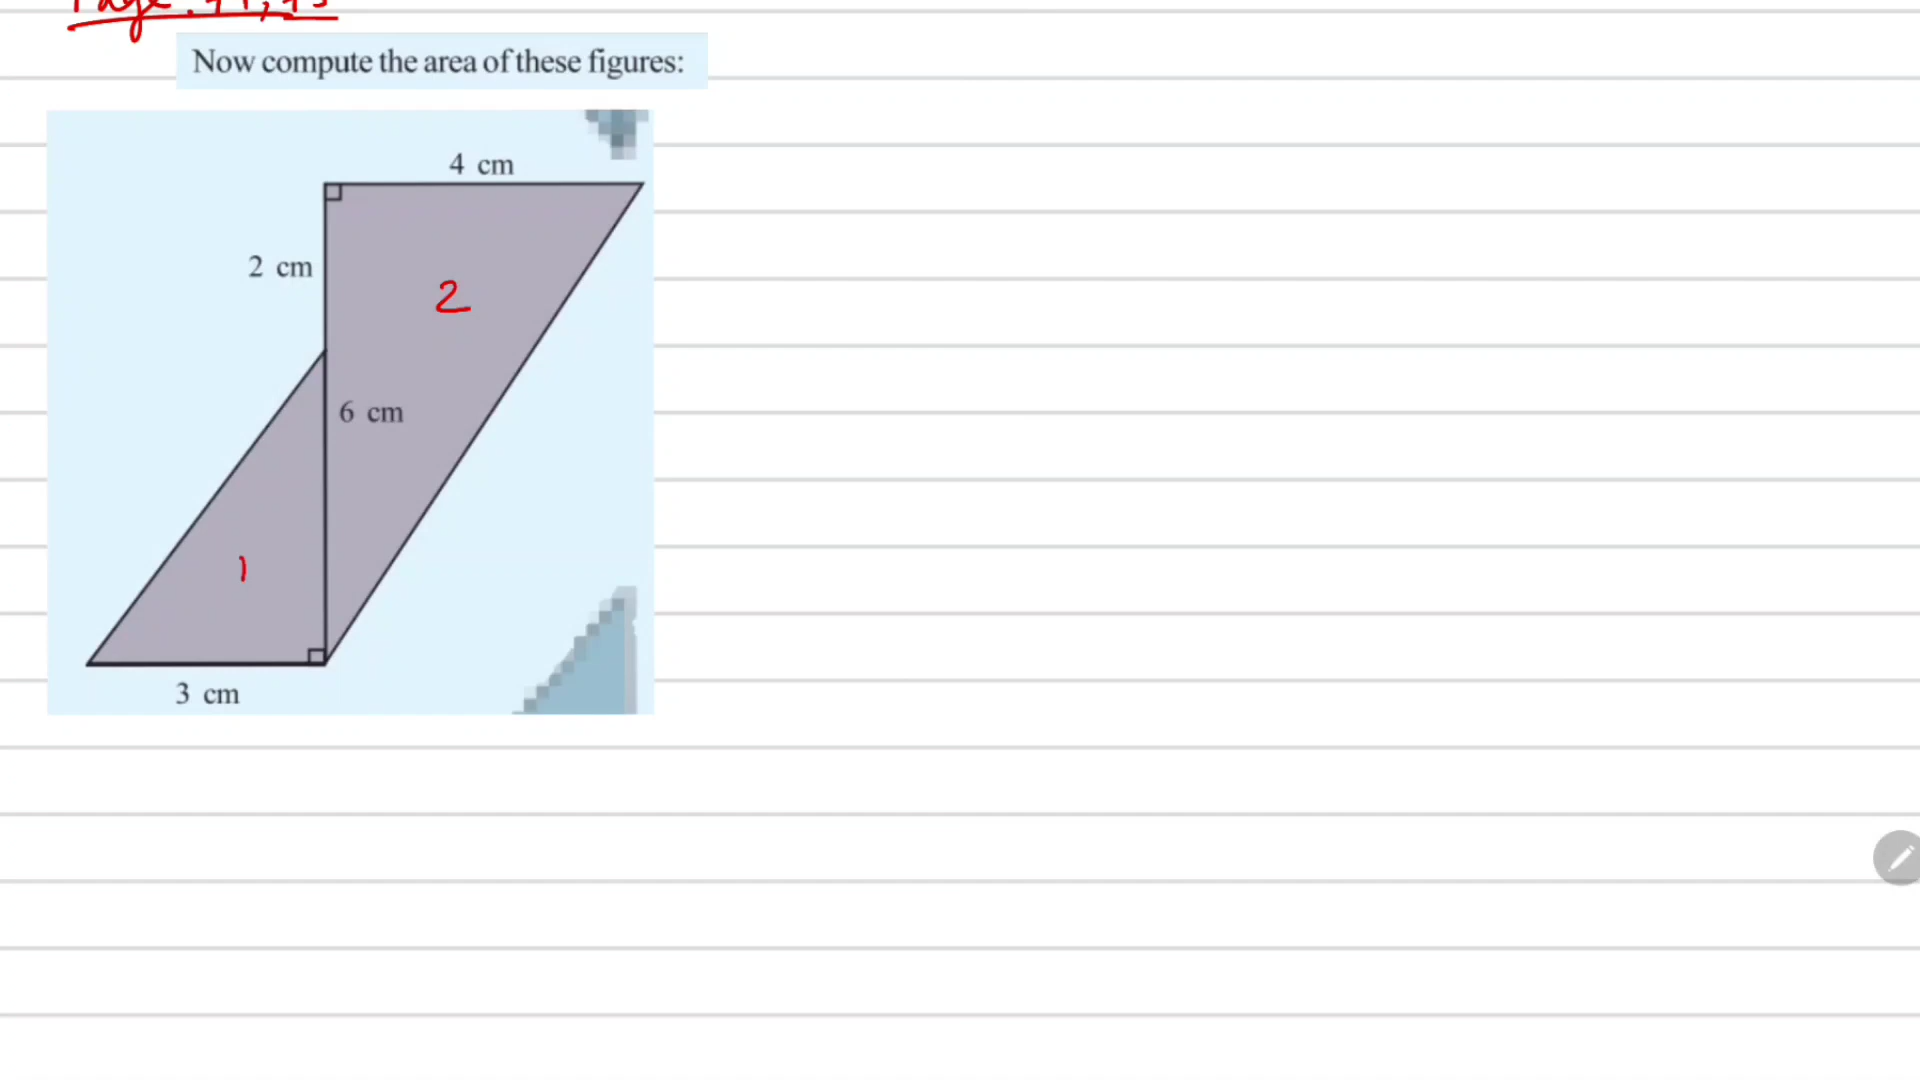 Now compute the area of these figures:
4 cm
2 cm
2
6 cm
1
3 cm